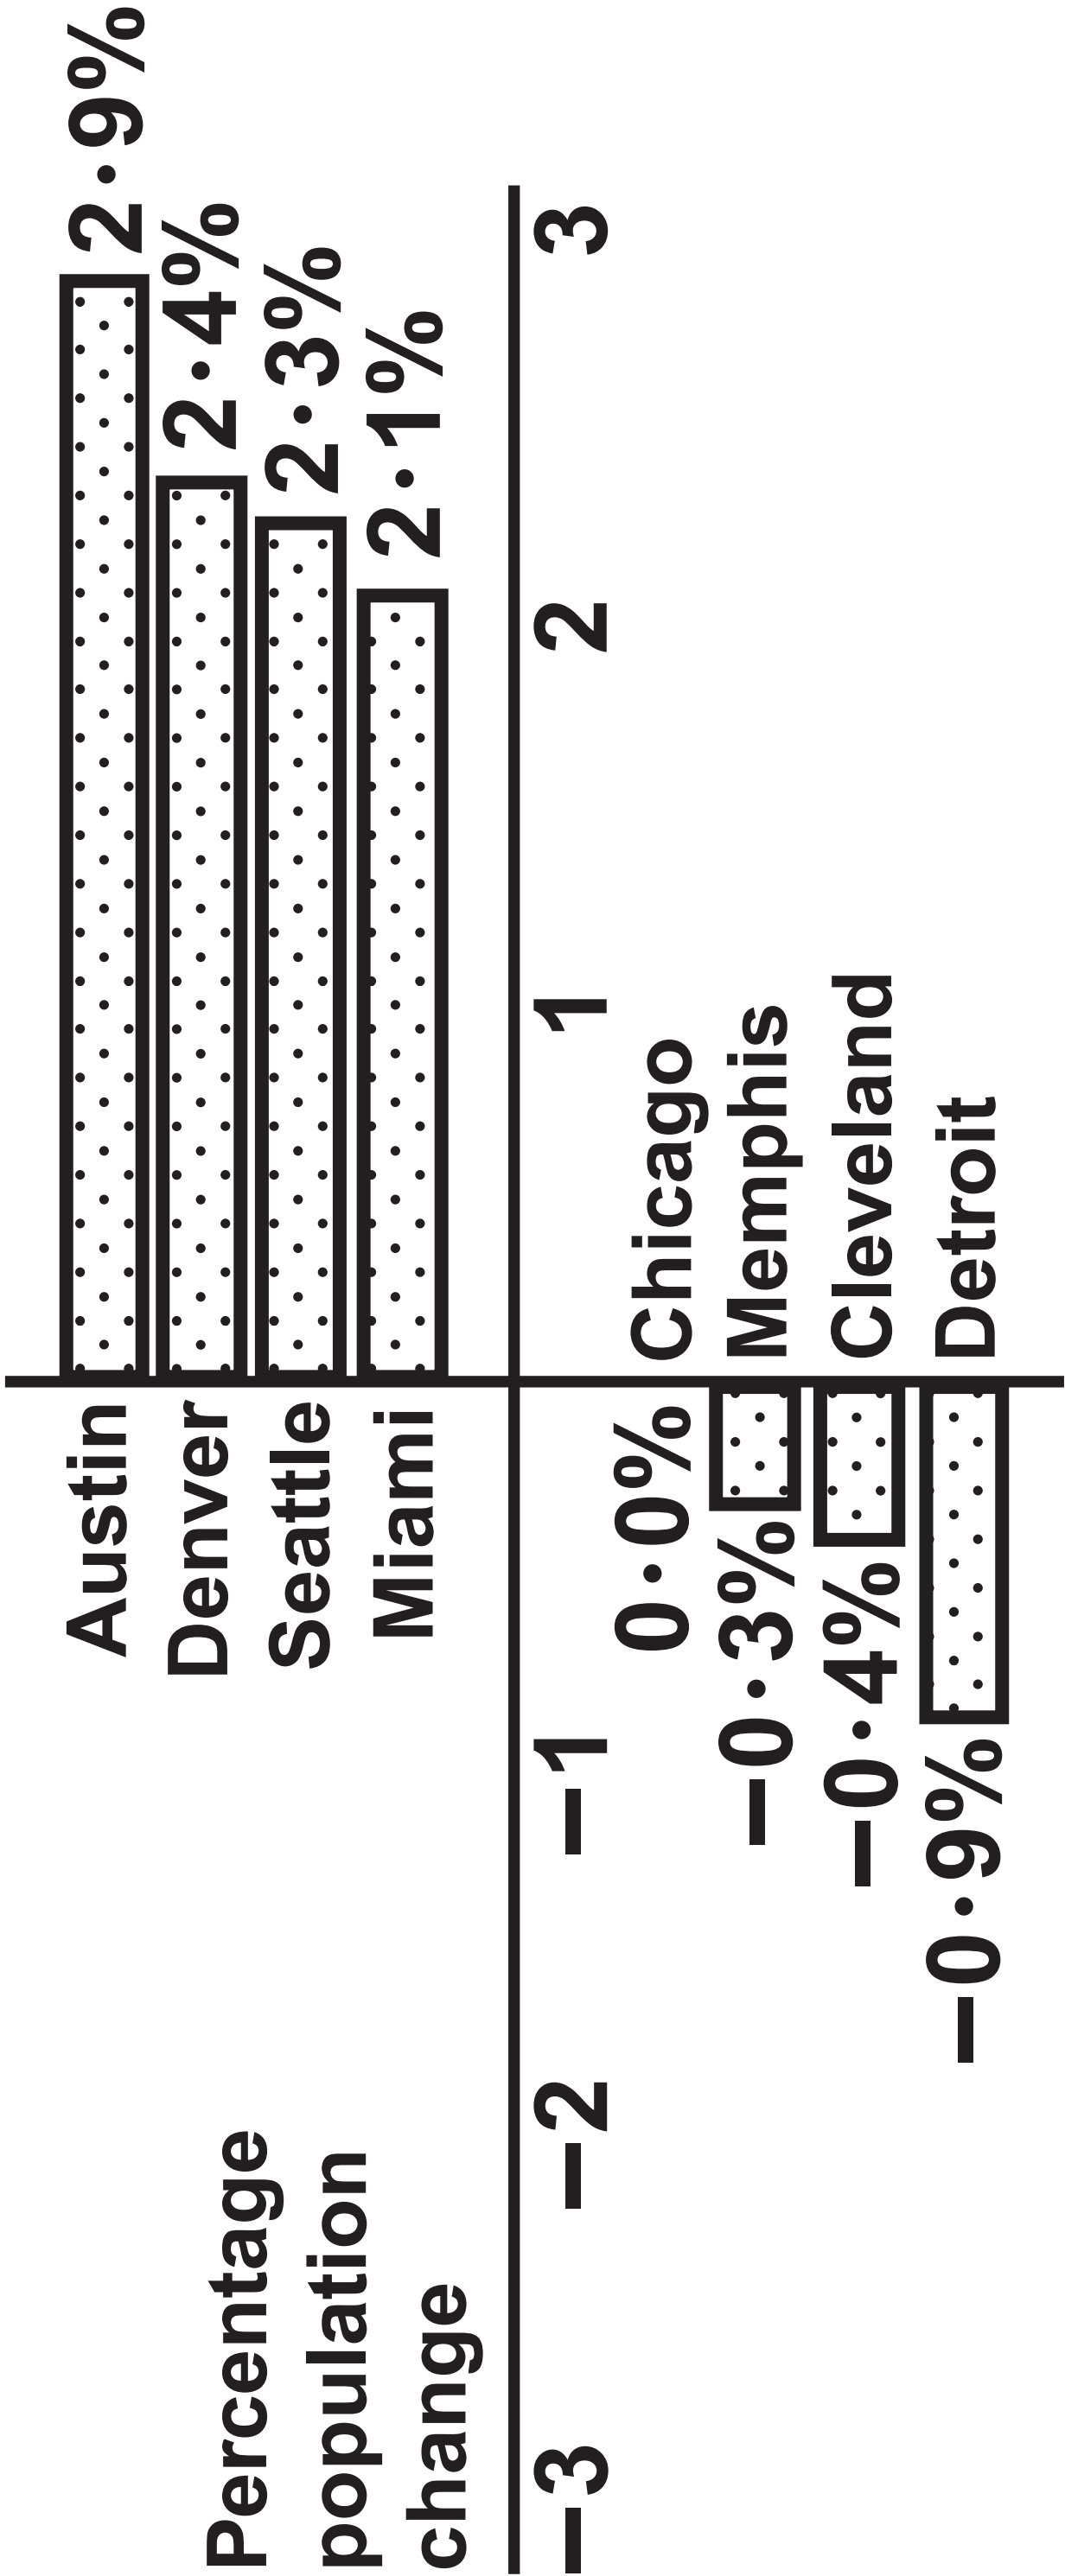 Austin 2·9%
Denver 2·4%
Seattle 2·3%
Miami 2·1%
Percentage
population
change
–3 –2 –1 1 2 3
0·0% Chicago
–0·3% Memphis
–0·4% Cleveland
–0·9% Detroit